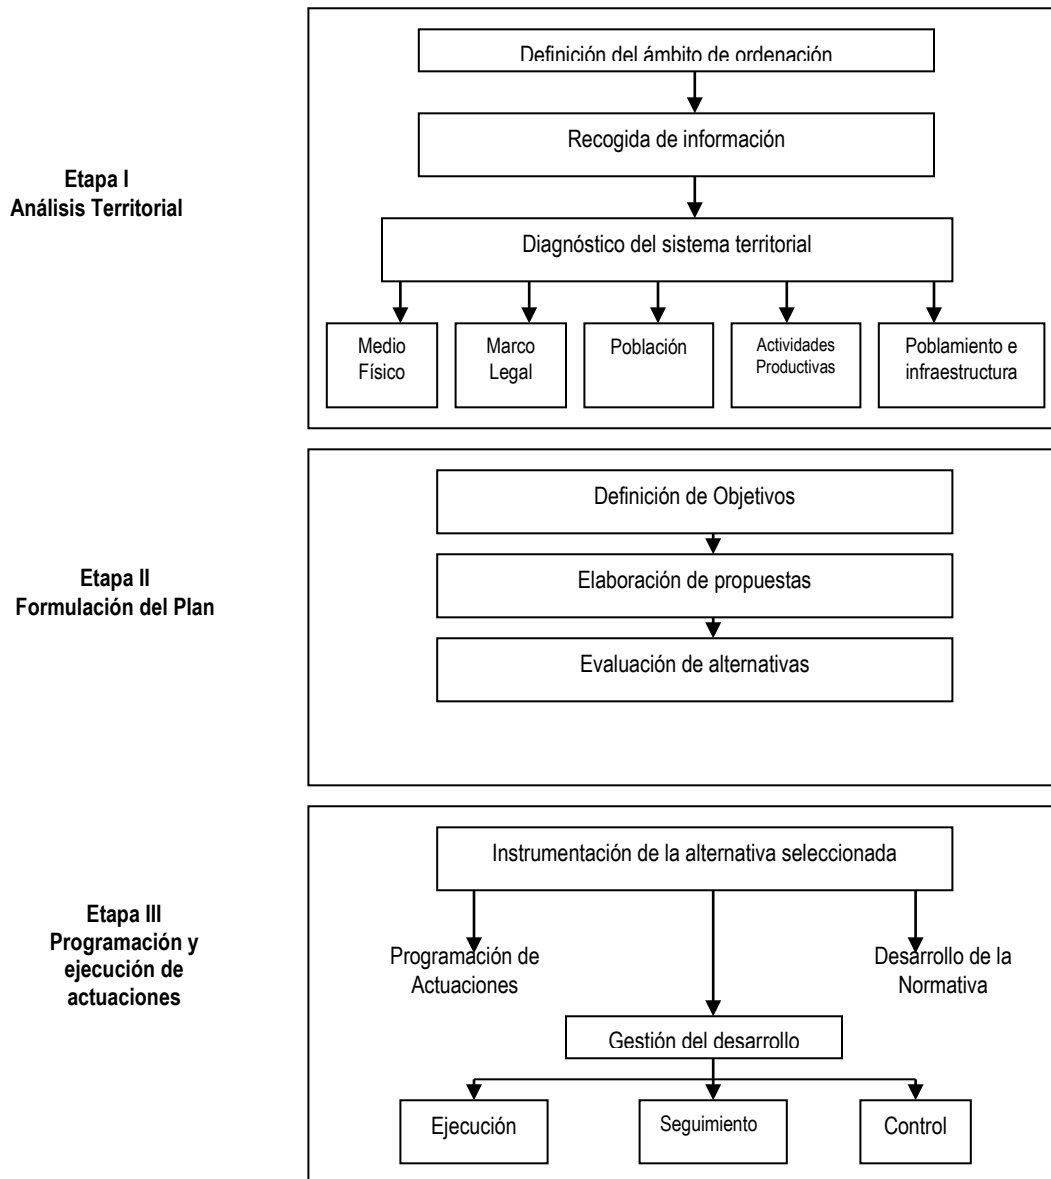 Definición del ámbito de ordenación
Recogida de información
Etapa I
Análisis Territorial
Diagnóstico del sistema territorial
Medio
Físico
Marco
Legal
Población
Actividades
Productivas
Poblamiento e
infraestructura
Definición de Objetivos
Etapa II
Formulación del Plan
Elaboración de propuestas
Evaluación de alternativas
Instrumentación de la alternativa seleccionada
Etapa III
Programación y
ejecución de
actuaciones
Programación de
Actuaciones
Desarrollo de la
Normativa
Gestión del desarrollo
Ejecución
Seguimiento
Control